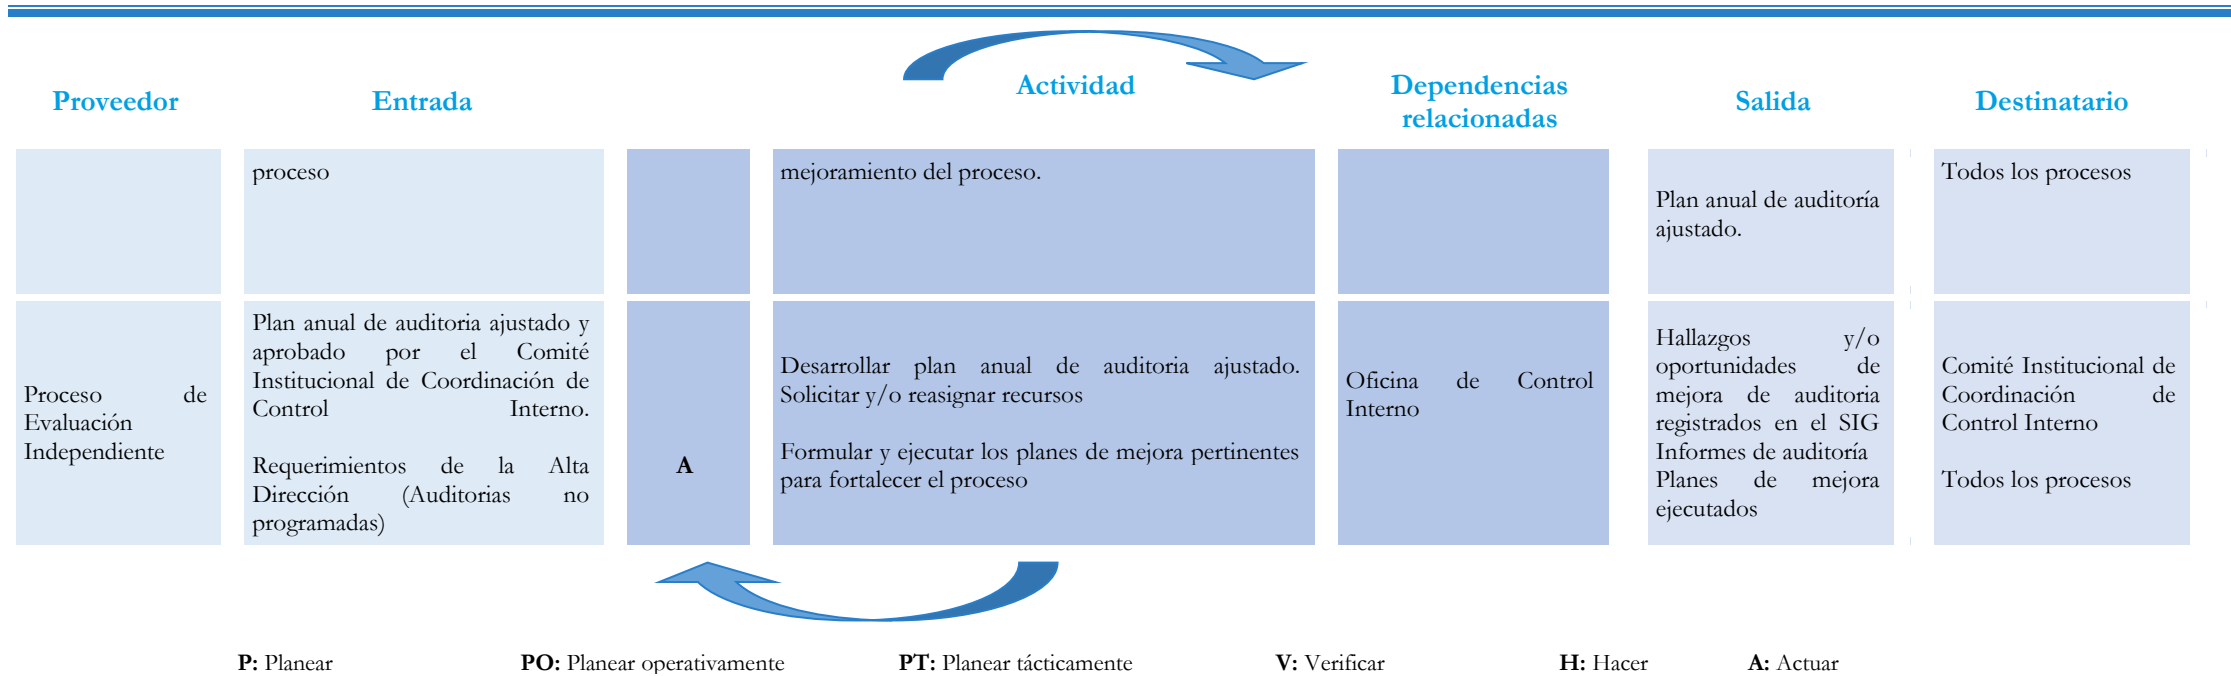 Proveedor
Entrada
Actividad
Dependencias
relacionadas
Salida
Destinatario
proceso
mejoramiento del proceso.
Plan anual de auditoría
ajustado.
Todos los procesos
Proceso de
Evaluación
Independiente
Plan anual de auditoria ajustado y
aprobado por el Comité
Institucional de Coordinación de
Control Interno.
Requerimientos de la Alta
Dirección (Auditorias no
programadas)
A
Desarrollar plan anual de auditoria ajustado.
Solicitar y/o reasignar recursos
Formular y ejecutar los planes de mejora pertinentes
para fortalecer el proceso
Oficina de Control
Interno
Hallazgos y/o
oportunidades de
mejora de auditoria
registrados en el SIG
Informes de auditoría
Planes de mejora
ejecutados
Comité Institucional de
Coordinación de
Control Interno
Todos los procesos
P: Planear
PO: Planear operativamente
PT: Planear tácticamente
V: Verificar
H: Hacer
A: Actuar